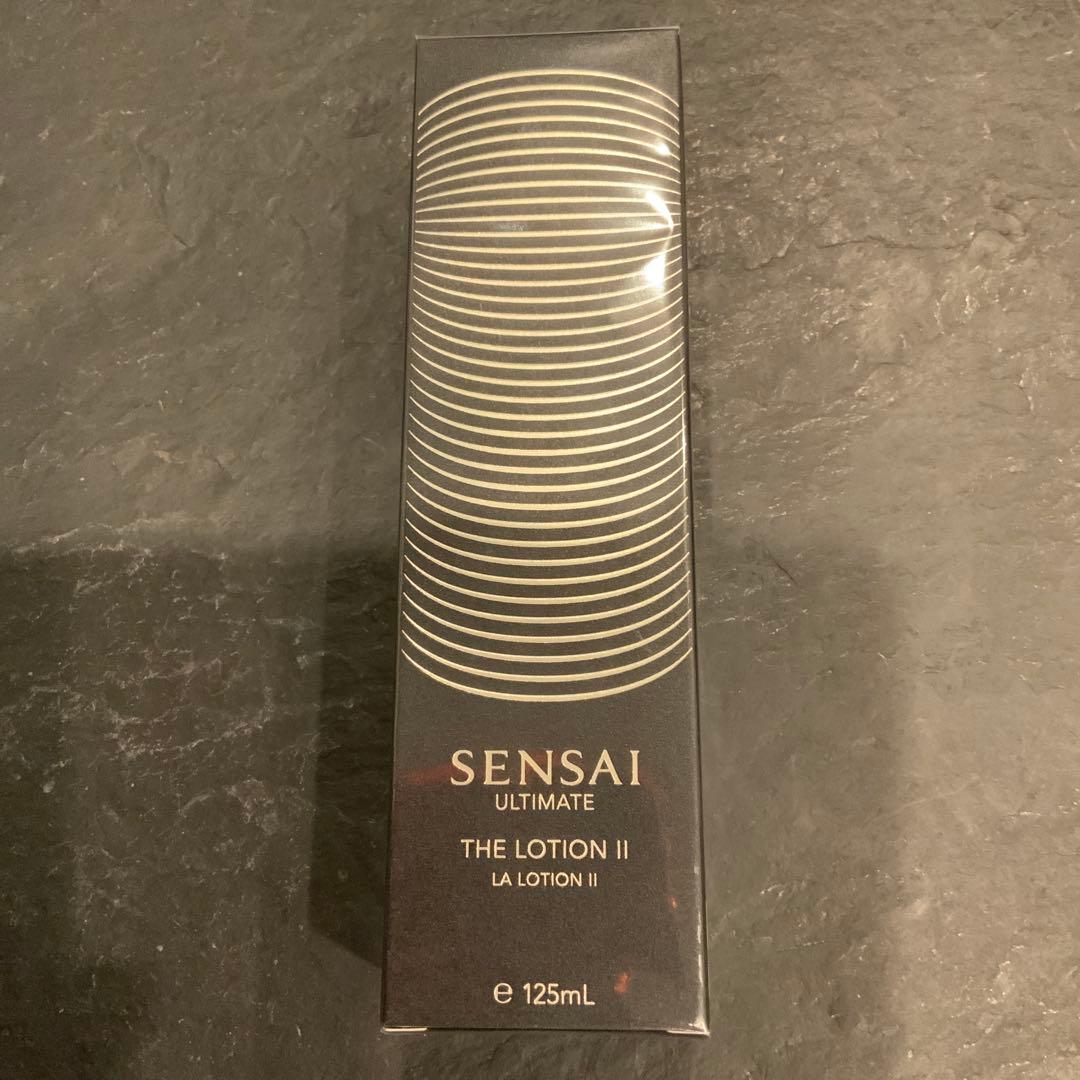 SENSAI
ULTIMATE
THE LOTION II
LA LOTION II
℮ 125mL